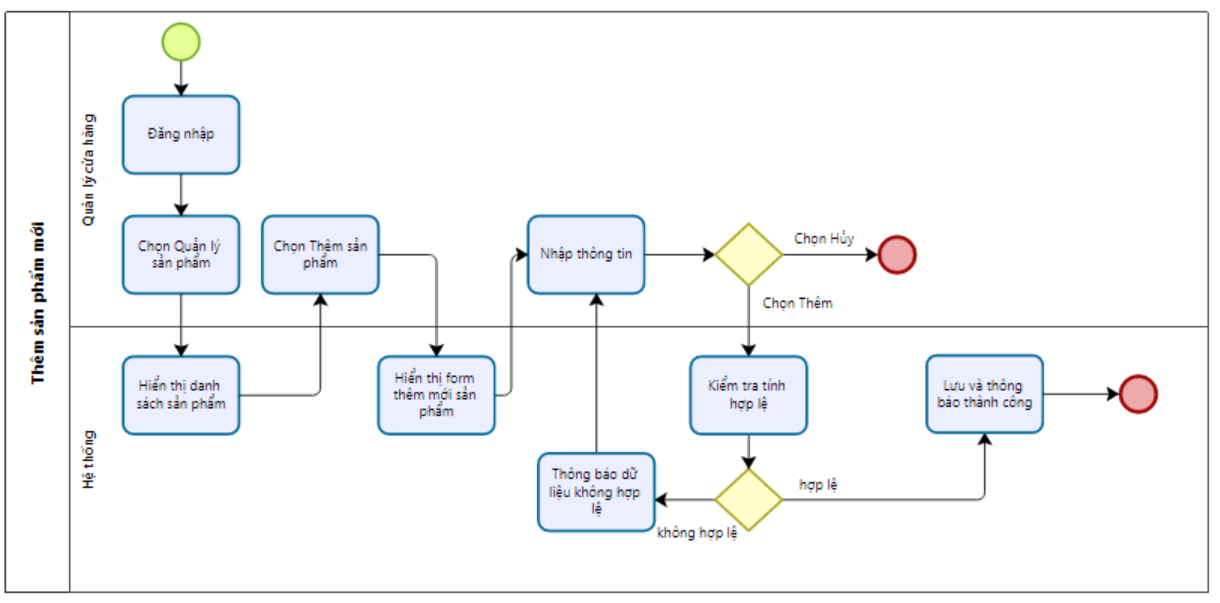 Thêm sản phẩm mới
Quản lý cửa hàng
Đăng nhập
Chọn Quản lý
sản phẩm
Chọn Thêm sản
phẩm
Nhập thông tin
Chọn Hủy
Chọn Thêm
Hệ thống
Hiển thị danh
sách sản phẩm
Hiển thị form
thêm mới sản
phẩm
Kiểm tra tính
hợp lệ
Lưu và thông
báo thành công
Thông báo dữ
liệu không hợp
lệ
không hợp lệ
hợp lệ